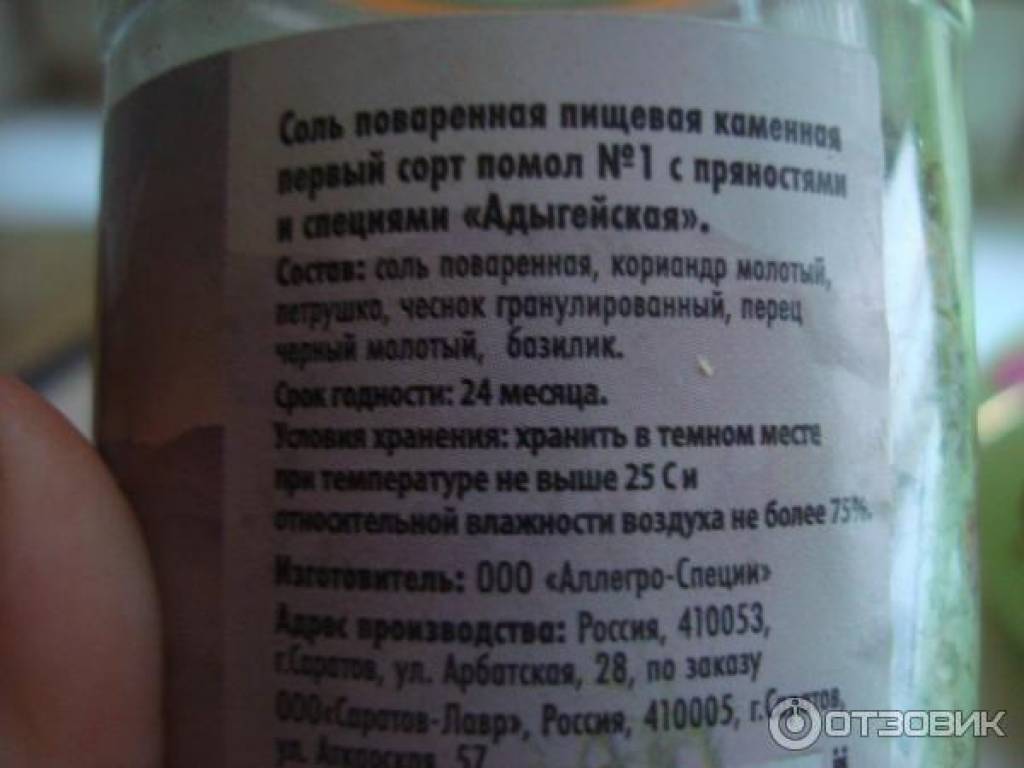 Соль поваренная пищевая каменная
первый сорт помол №1 с пряностями
и специями «Адыгейская».
Состав: соль поваренная, кориандр молотый,
петрушка, чеснок гранулированный, перец
черный молотый, базилик.
Срок годности: 24 месяца.
Условия хранения: хранить в темном месте
при температуре не выше 25 С и
относительной влажности воздуха не более 75%.
Изготовитель: ООО «Аллегро-Специи»
Адрес производства: Россия, 410053,
г.Саратов, ул. Арбатская, 28, по заказу
ООО«Саратов-Лавр», Россия, 410005, г.Саратов,
ул. Аткарская, 57
ОТЗОВИК